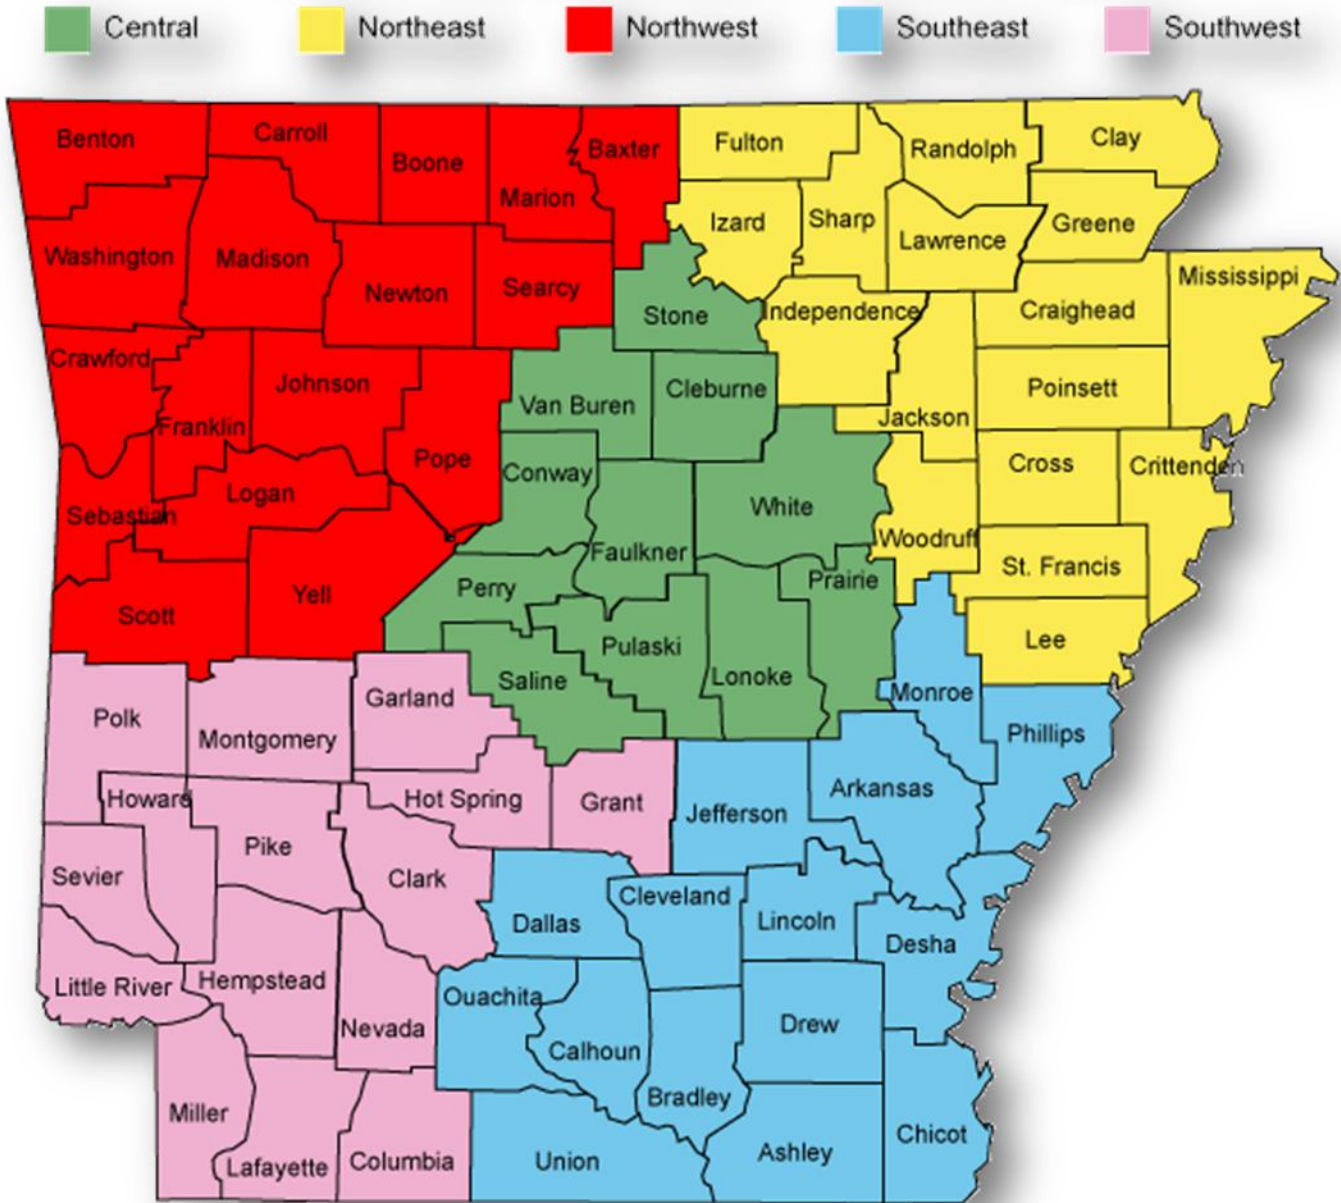 Central Northeast Northwest Southeast Southwest
Benton
Carroll
Boone
Marion
Baxter
Fulton
Randolph
Clay
Washington
Madison
Newton
Searcy
Izard
Sharp
Lawrence
Greene
Mississippi
Stone
Independence
Craighead
Crawford
Franklin
Johnson
Pope
Van Buren
Cleburne
Jackson
Poinsett
Sebastian
Logan
Conway
Faulkner
White
Woodruff
Cross
Crittenden
Scott
Yell
Perry
Pulaski
Prairie
St. Francis
Lee
Saline
Lonoke
Monroe
Phillips
Polk
Montgomery
Garland
Howard
Hot Spring
Grant
Jefferson
Arkansas
Sevier
Pike
Clark
Dallas
Cleveland
Lincoln
Desha
Little River
Hempstead
Nevada
Ouachita
Calhoun
Bradley
Drew
Miller
Lafayette
Columbia
Union
Ashley
Chicot